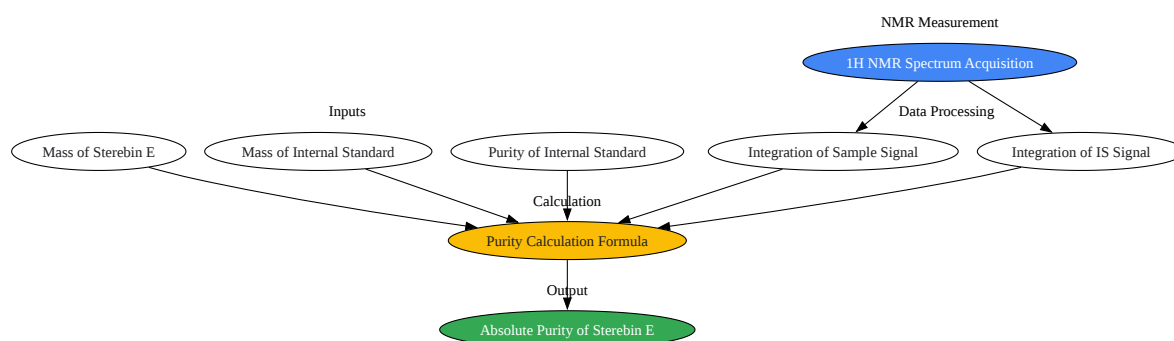 NMR Measurement
1H NMR Spectrum Acquisition
Inputs
Data Processing
Mass of Sterebin E
Mass of Internal Standard
Purity of Internal Standard
Integration of Sample Signal
Integration of IS Signal
Calculation
Purity Calculation Formula
Output
Absolute Purity of Sterebin E